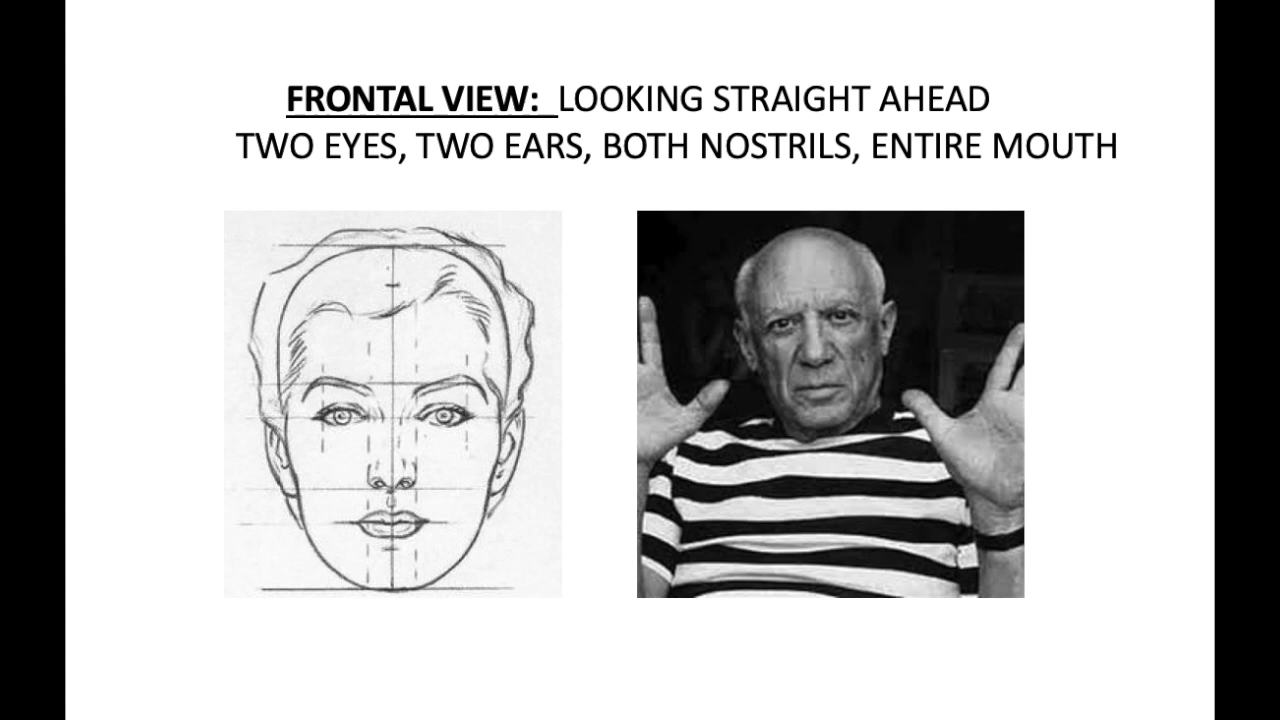 FRONTAL VIEW: LOOKING STRAIGHT AHEAD
TWO EYES, TWO EARS, BOTH NOSTRILS, ENTIRE MOUTH